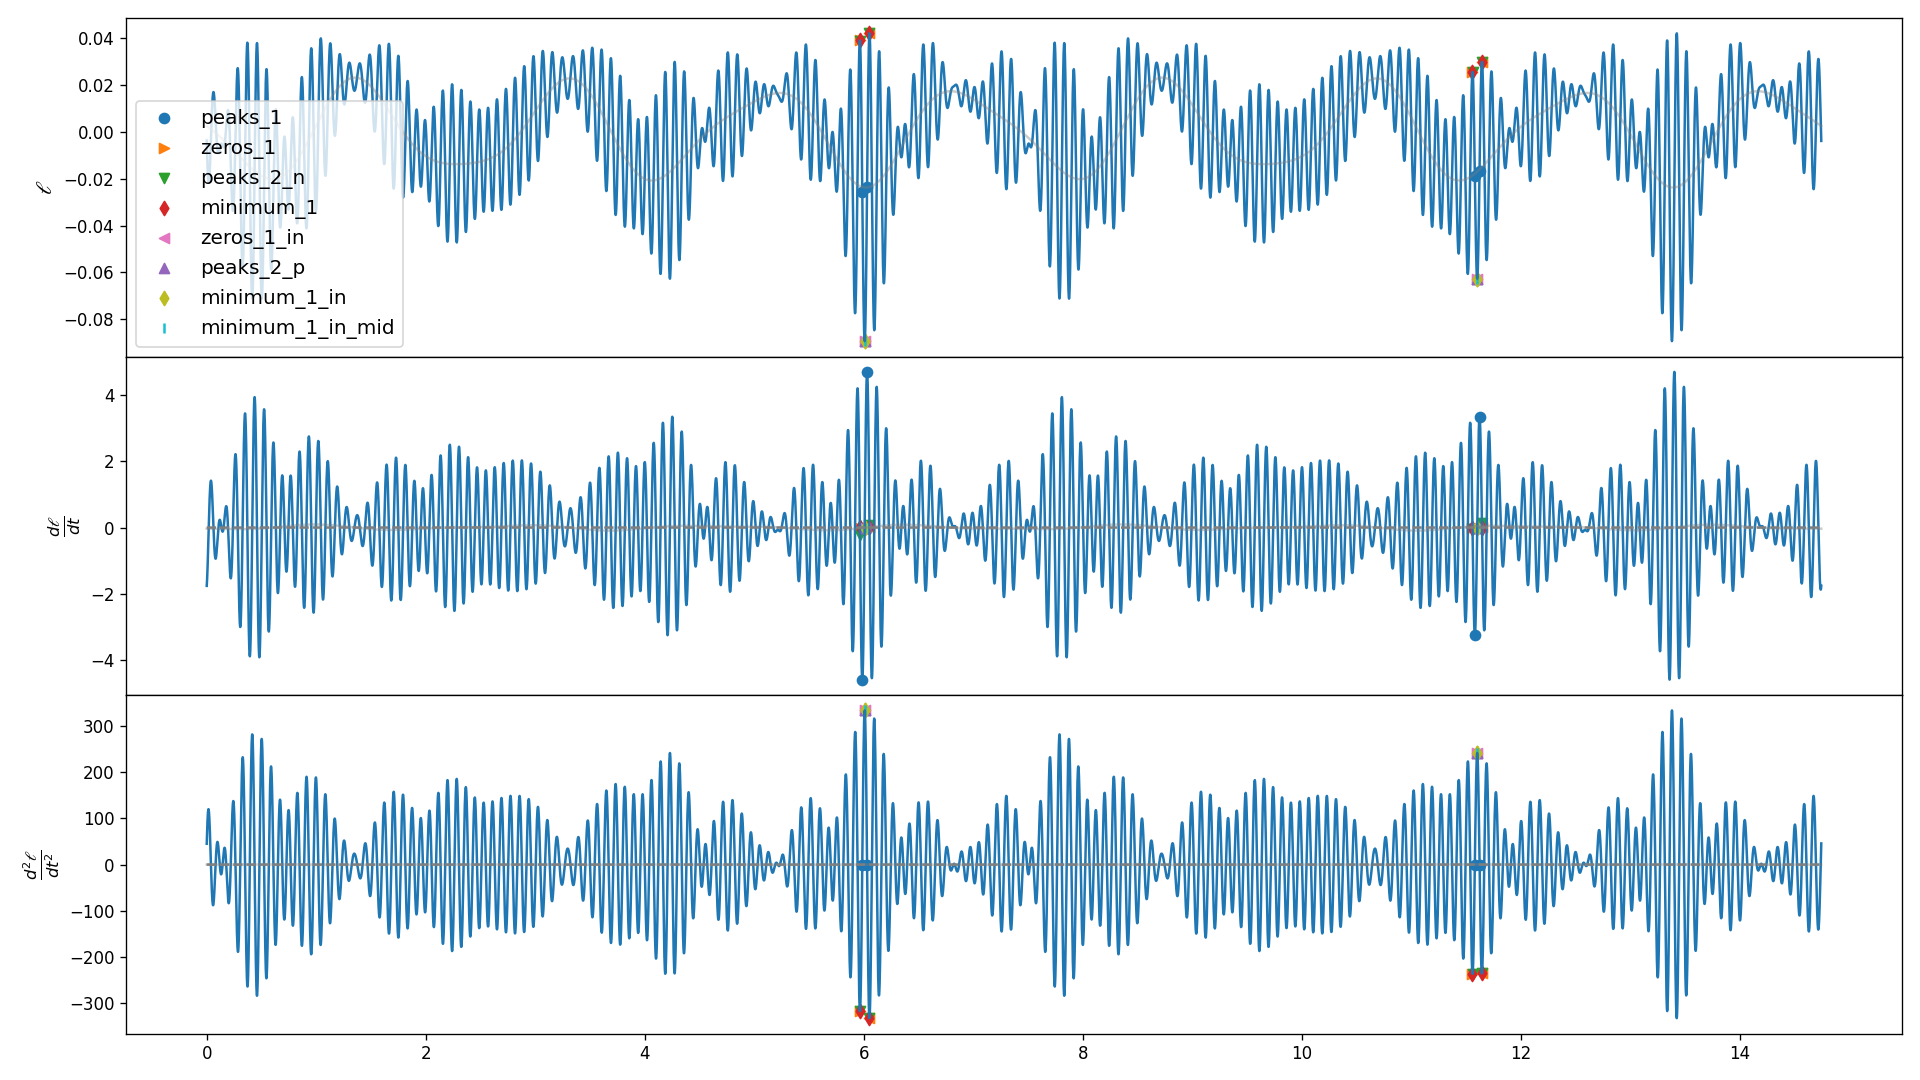 0.04
0.02
0.00
−0.02
−0.04
−0.06
−0.08
ℓ
peaks_1
zeros_1
peaks_2_n
minimum_1
zeros_1_in
peaks_2_p
minimum_1_in
minimum_1_in_mid
4
2
0
−2
−4
dℓ
dt
300
200
100
0
−100
−200
−300
d²ℓ
dt²
0 2 4 6 8 10 12 14